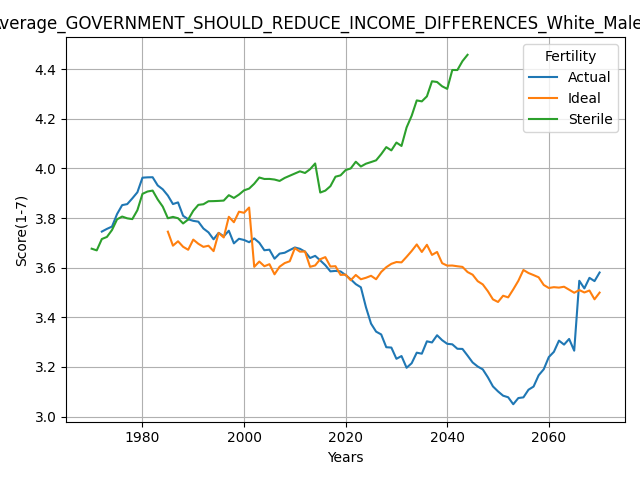 verage_GOVERNMENT_SHOULD_REDUCE_INCOME_DIFFERENCES_White_Male
Fertility
Actual
Ideal
Sterile
Score(1-7)
4.4
4.2
4.0
3.8
3.6
3.4
3.2
3.0
1980
2000
2020
2040
2060
Years